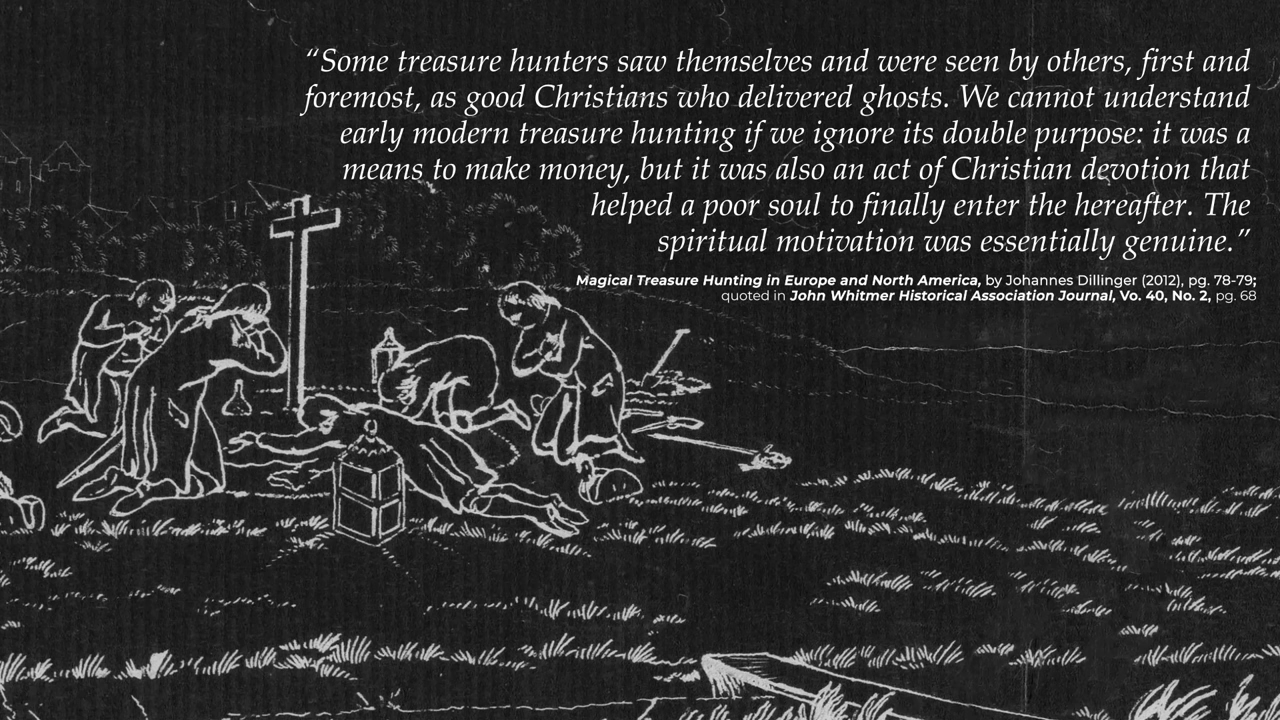 “Some treasure hunters saw themselves and were seen by others, first and
foremost, as good Christians who delivered ghosts. We cannot understand
early modern treasure hunting if we ignore its double purpose: it was a
means to make money, but it was also an act of Christian devotion that
helped a poor soul to finally enter the hereafter. The
spiritual motivation was essentially genuine.”
Magical Treasure Hunting in Europe and North America, by Johannes Dillinger (2012), pg. 78-79;
quoted in John Whitmer Historical Association Journal, Vo. 40, No. 2, pg. 68